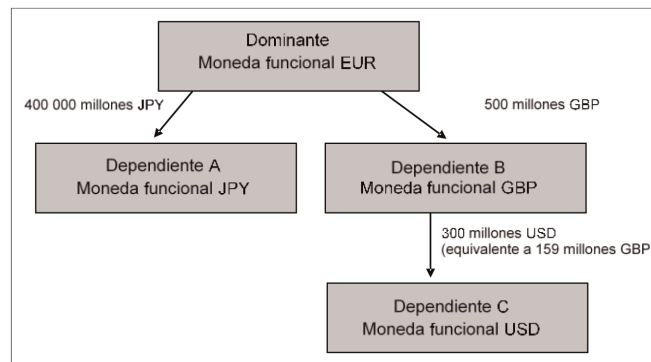 Dominante
Moneda funcional EUR
400 000 millones JPY
500 millones GBP
Dependiente A
Moneda funcional JPY
Dependiente B
Moneda funcional GBP
300 millones USD
(equivalente a 159 millones GBP
Dependiente C
Moneda funcional USD